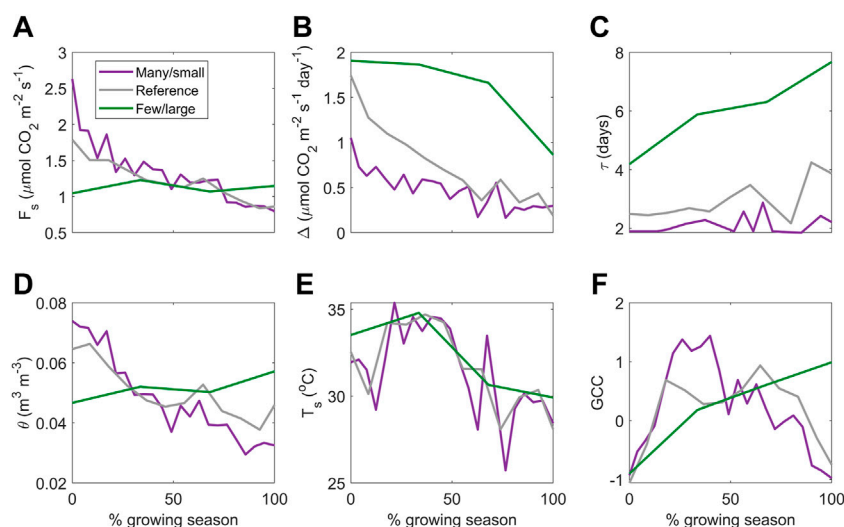 A
F_s (μmol CO_2 m^-2 s^-1)
3
2.5
2
1.5
1
0.5
Many/small
Reference
Few/large
B
Δ (μmol CO_2 m^-2 s^-1 day^-1)
2
1.5
1
0.5
0
C
τ (days)
8
6
4
2
D
θ (m^3 m^-3)
0.08
0.06
0.04
0.02
0 50 100
% growing season
E
T_s (^oC)
35
30
25
0 50 100
% growing season
F
GCC
2
1
0
-1
0 50 100
% growing season